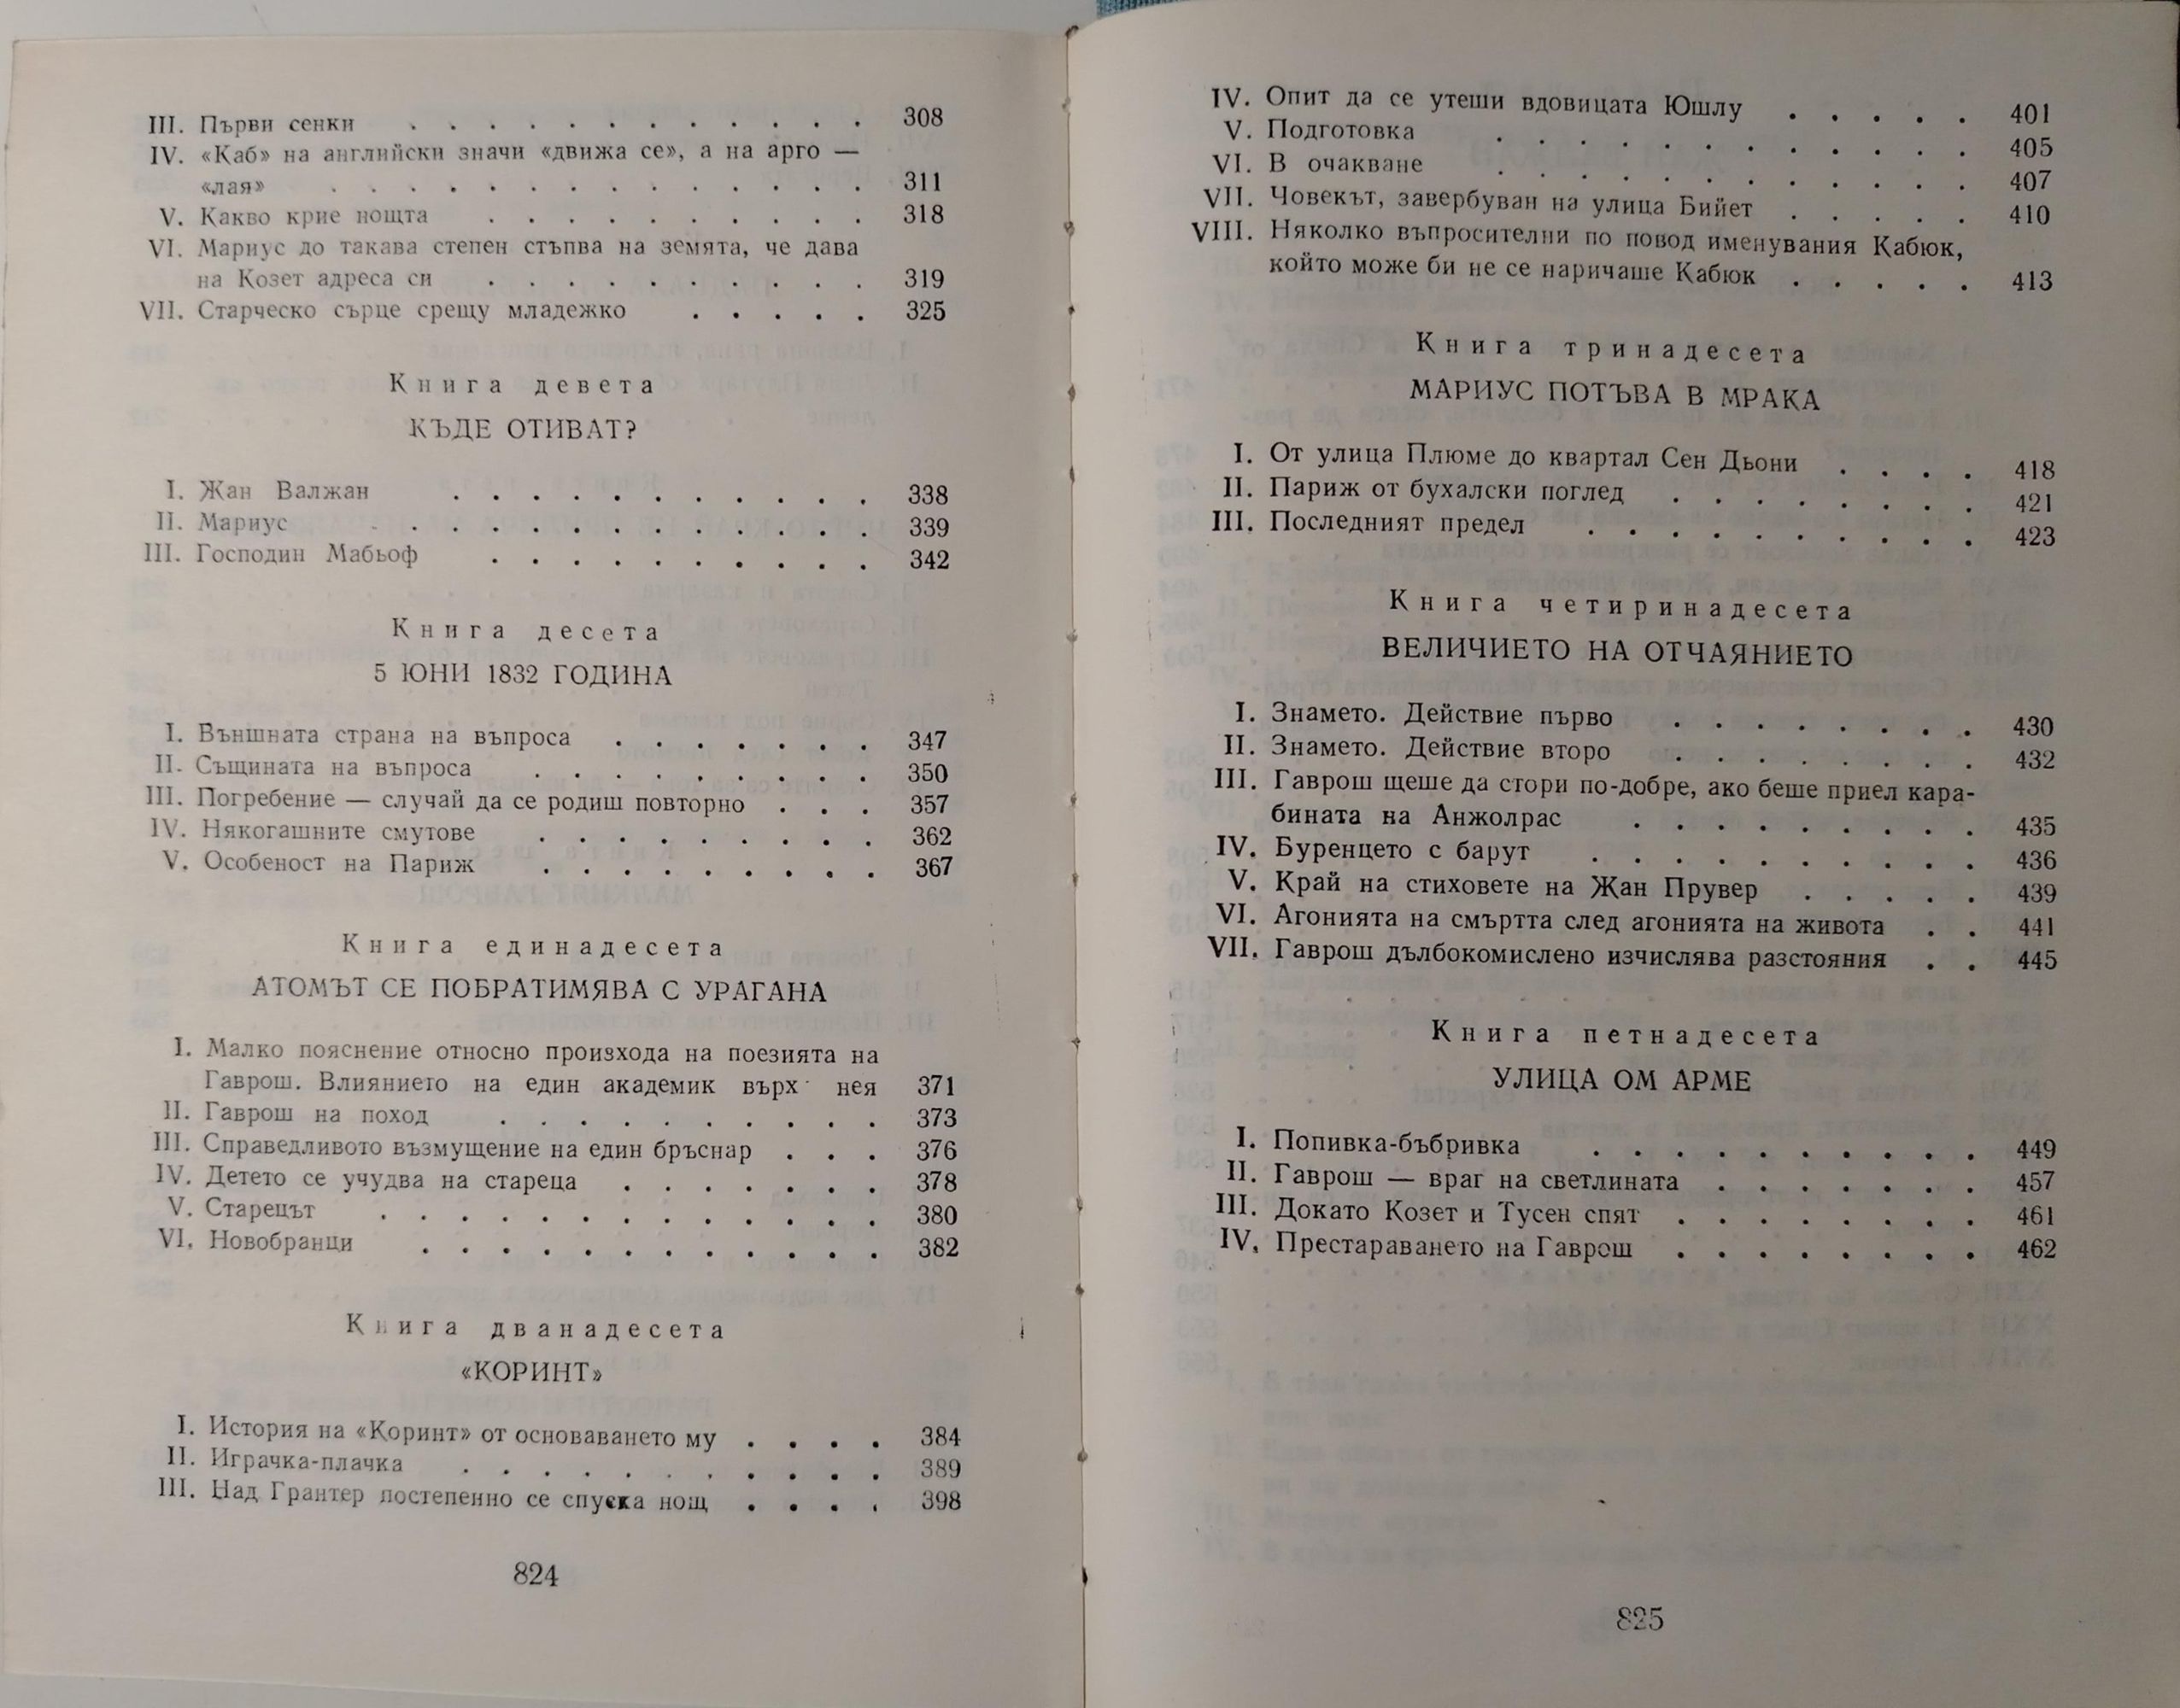 III. Първи сенки . . . . . . . . . . . . 308
IV. «Каб» на английски значи «движа се», а на арго —
«лая» . . . . . . . . . . . . . . 311
V. Какво крие нощта . . . . . . . . . . 318
VI. Мариус до такава степен стъпва на земята, че дава
на Козет адреса си . . . . . . . . . . 319
VII. Старческо сърце срещу младежко . . . . . 325
Книга девета
КЪДЕ ОТИВАТ?
I. Жан Валжан . . . . . . . . . . . 338
II. Мариус . . . . . . . . . . . . . 339
III. Господин Мабьоф . . . . . . . . . . 342
Книга десета
5 ЮНИ 1832 ГОДИНА
I. Външната страна на въпроса . . . . . . . 347
II. Същината на въпроса . . . . . . . . . 350
III. Погребение — случай да се родиш повторно . . . 357
IV. Някогашните смутове . . . . . . . . . 362
V. Особеност на Париж . . . . . . . . . 367
Книга единадесета
АТОМЪТ СЕ ПОБРАТИМЯВА С УРАГАНА
I. Малко пояснение относно произхода на поезията на
Гаврош. Влиянието на един академик върх нея 371
II. Гаврош на поход . . . . . . . . . . 373
III. Справедливото възмущение на един бръснар . . . 376
IV. Детето се учудва на стареца . . . . . . . 378
V. Старецът . . . . . . . . . . . . . 380
VI. Новобранци . . . . . . . . . . . . 382
Книга дванадесета
«КОРИНТ»
I. История на «Коринт» от основаването му . . . . 384
II. Играчка-плачка . . . . . . . . . . . 389
III. Над Грантер постепенно се спуска нощ . . . . 398
824
IV. Опит да се утеши вдовицата Юшлу . . . . . 401
V. Подготовка . . . . . . . . . . . . 405
VI. В очакване . . . . . . . . . . . . 407
VII. Човекът, завербуван на улица Бийет . . . . . 410
VIII. Няколко въпросителни по повод именувания Кабюк,
който може би не се наричаше Кабюк . . . . . 413
Книга тринадесета
МАРИУС ПОТЪВА В МРАКА
I. От улица Плюме до квартал Сен Дьони . . . . 418
II. Париж от бухалски поглед . . . . . . . . 421
III. Последният предел . . . . . . . . . . 423
Книга четиринадесета
ВЕЛИЧИЕТО НА ОТЧАЯНИЕТО
I. Знамето. Действие първо . . . . . . . . 430
II. Знамето. Действие второ . . . . . . . . 432
III. Гаврош щеше да стори по-добре, ако беше приел кара-
бината на Анжолрас . . . . . . . . . 435
IV. Буренцето с барут . . . . . . . . . . 436
V. Край на стиховете на Жан Прувер . . . . . 439
VI. Агонията на смъртта след агонията на живота . . 441
VII. Гаврош дълбокомислено изчислява разстояния . . 445
Книга петнадесета
УЛИЦА ОМ АРМЕ
I. Попивка-бъбривка . . . . . . . . . . 449
II. Гаврош — враг на светлината . . . . . . . 457
III. Докато Козет и Тусен спят . . . . . . . . 461
IV. Престараването на Гаврош . . . . . . . . 462
825